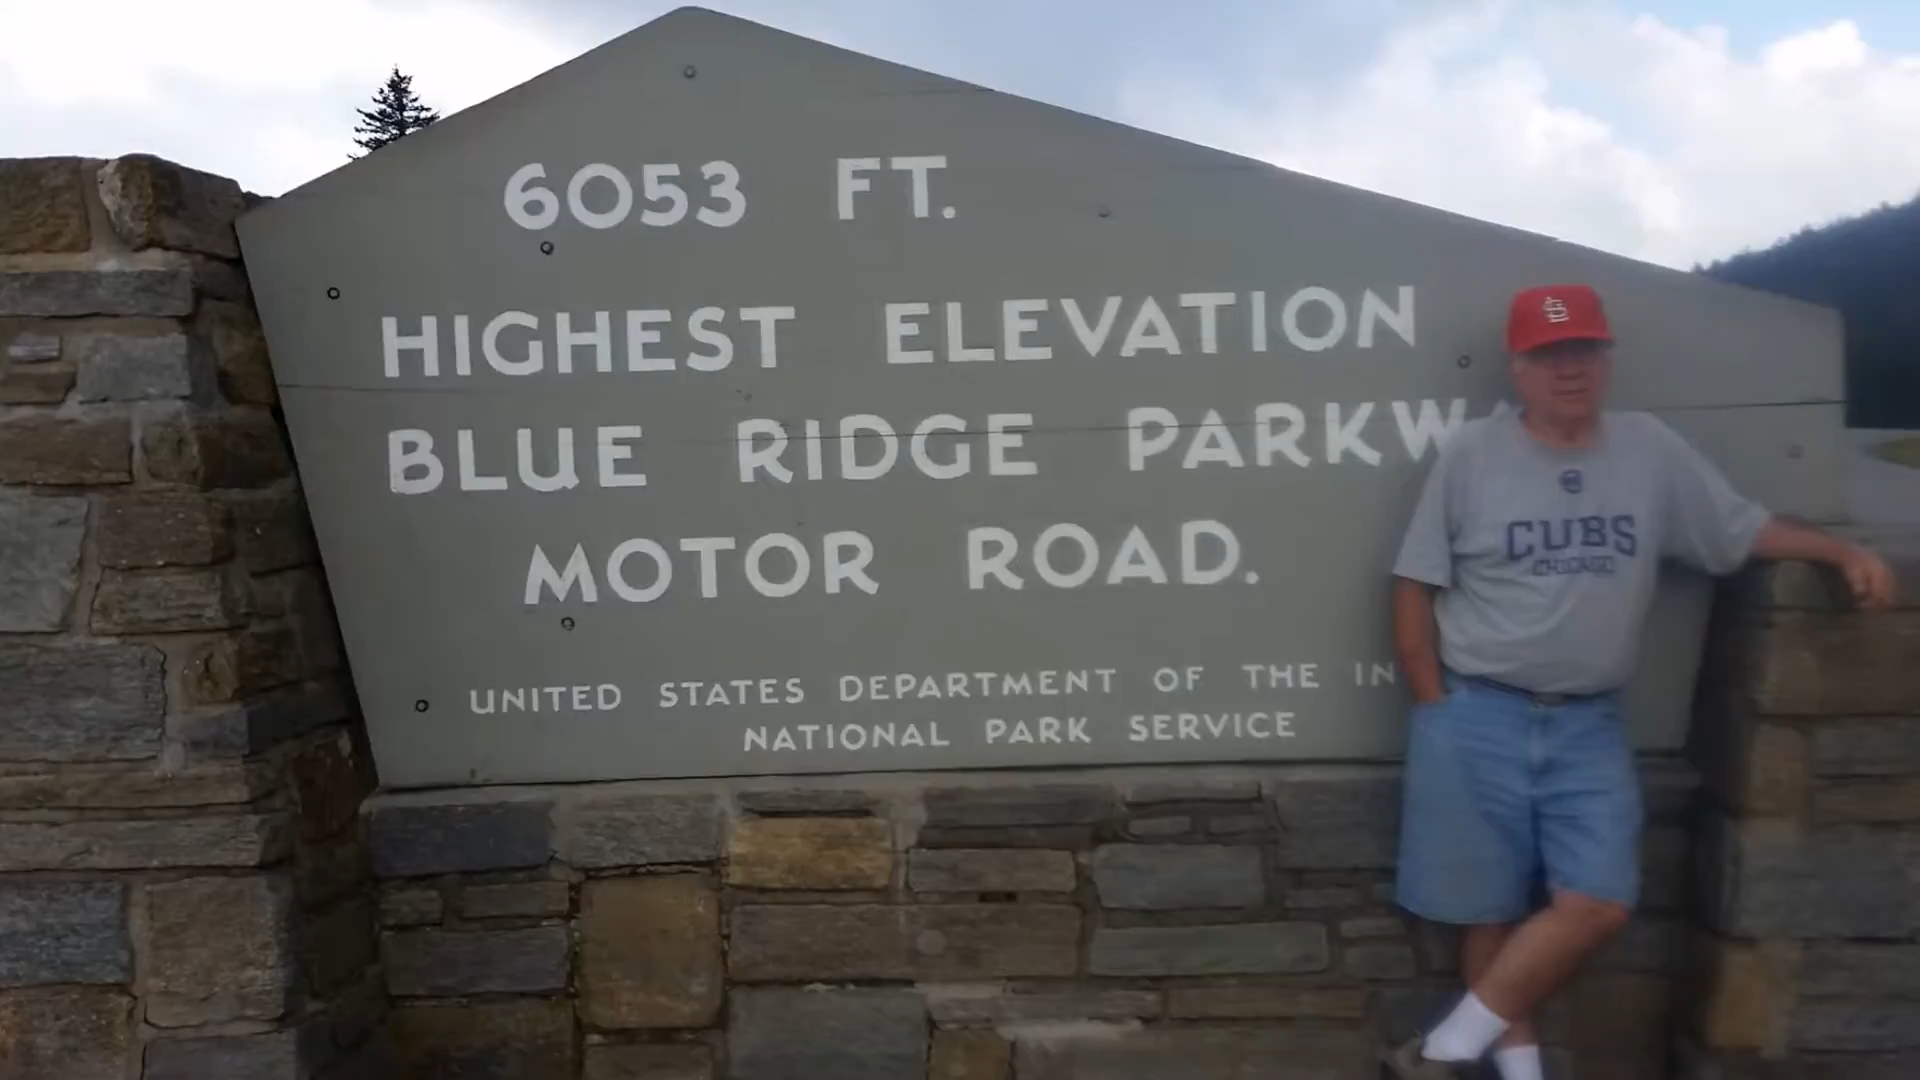 6053 FT.
HIGHEST ELEVATION
BLUE RIDGE PARKW
MOTOR ROAD.
UNITED STATES DEPARTMENT OF THE IN
NATIONAL PARK SERVICE
STL
CUBS
CHICAGO